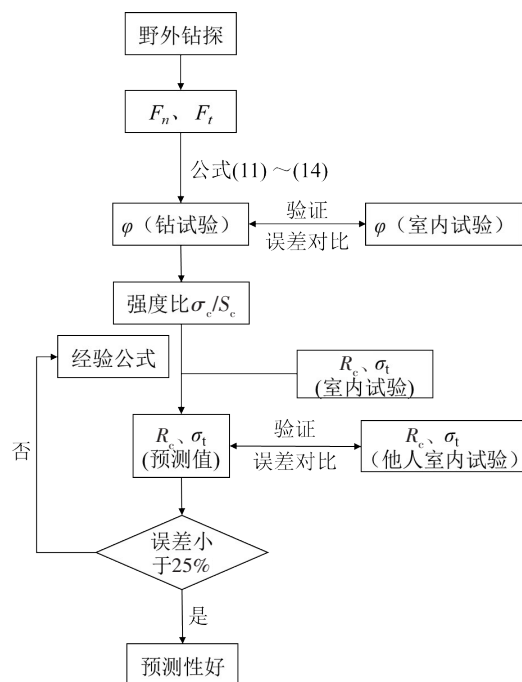 野外钻探
Fn、Ft
公式(11)～(14)
φ（钻试验）
验证
误差对比
φ（室内试验）
强度比σc/Sc
经验公式
Rc、σt
(室内试验)
否
Rc、σt
(预测值)
验证
误差对比
Rc、σt
（他人室内试验）
误差小
于25%
是
预测性好